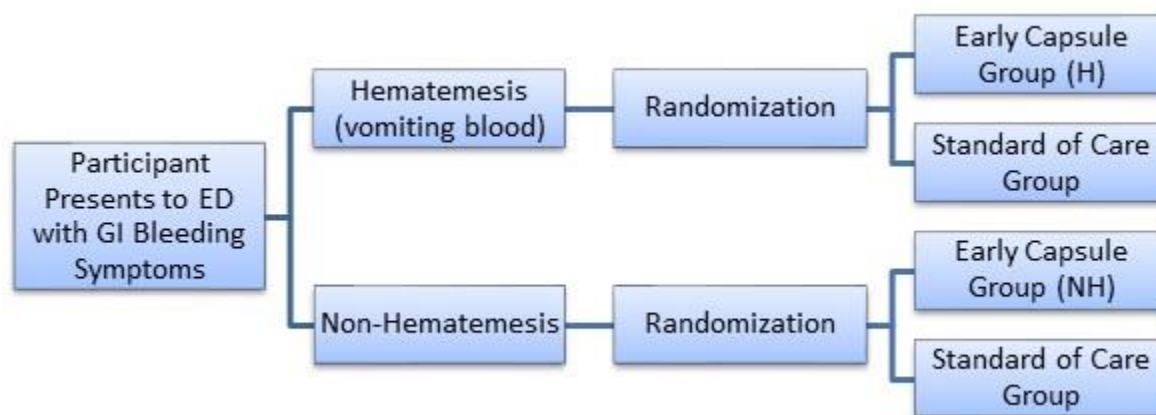 Participant
Presents to ED
with GI Bleeding
Symptoms
Hematemesis
(vomiting blood)
Randomization
Early Capsule
Group (H)
Standard of Care
Group
Non-Hematemesis
Randomization
Early Capsule
Group (NH)
Standard of Care
Group